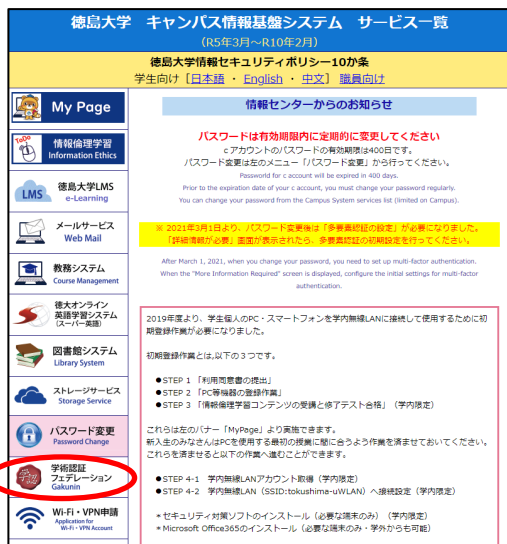 徳島大学 キャンパス情報基盤システム サービス一覧
(R5年3月～R10年2月)
徳島大学情報セキュリティポリシー10か条
学生向け [日本語 ・ English ・ 中文] 職員向け
My Page
ToDo
情報倫理学習
Information Ethics
LMS
徳島大学LMS
e-Learning
メールサービス
Web Mail
教務システム
Course Management
徳大オンライン
英語学習システム
(スーパー英語)
図書館システム
Library System
ストレージサービス
Storage Service
パスワード変更
Password Change
学術認証
フェデレーション
Gakunin
Wi-Fi・VPN申請
Application for
Wi-Fi・VPN Account
情報センターからのお知らせ
パスワードは有効期限内に定期的に変更してください
cアカウントのパスワードの有効期限は400日です。
パスワード変更は左のメニュー「パスワード変更」から行ってください。
Password for c account will be expired in 400 days.
Prior to the expiration date of your c account, you must change your password regularly.
You can change your password from the Campus System services list (limited on Campus).
※ 2021年3月1日より、パスワード変更後は「多要素認証の設定」が必要になりました。
「詳細情報が必要」画面が表示されたら、多要素認証の初期設定を行ってください。
After March 1, 2021, when you change your password, you need to set up multi-factor authentication.
When the "More Information Required" screen is displayed, configure the initial settings for multi-factor
authentication.
2019年度より、学生個人のPC・スマートフォンを学内無線LANに接続して使用するために初
期登録作業が必要になりました。
初期登録作業とは,以下の３つです。
●STEP 1 「利用同意書の提出」
●STEP 2 「PC等機器の登録作業」
●STEP 3 「情報倫理学習コンテンツの受講と修了テスト合格」（学内限定）
これらは左のバナー「MyPage」より実施できます。
新入生のみなさんはPCを使用する最初の授業に間に合うよう作業を済ませておいてください。
これらを済ませると以下の作業へ進むことができます。
●STEP 4-1 学内無線LANアカウント取得（学内限定）
●STEP 4-2 学内無線LAN（SSID:tokushima-uWLAN）へ接続設定（学内限定）
＊セキュリティ対策ソフトのインストール（必要な端末のみ）（学内限定）
＊Microsoft Office365のインストール（必要な端末のみ・学外からも可能）